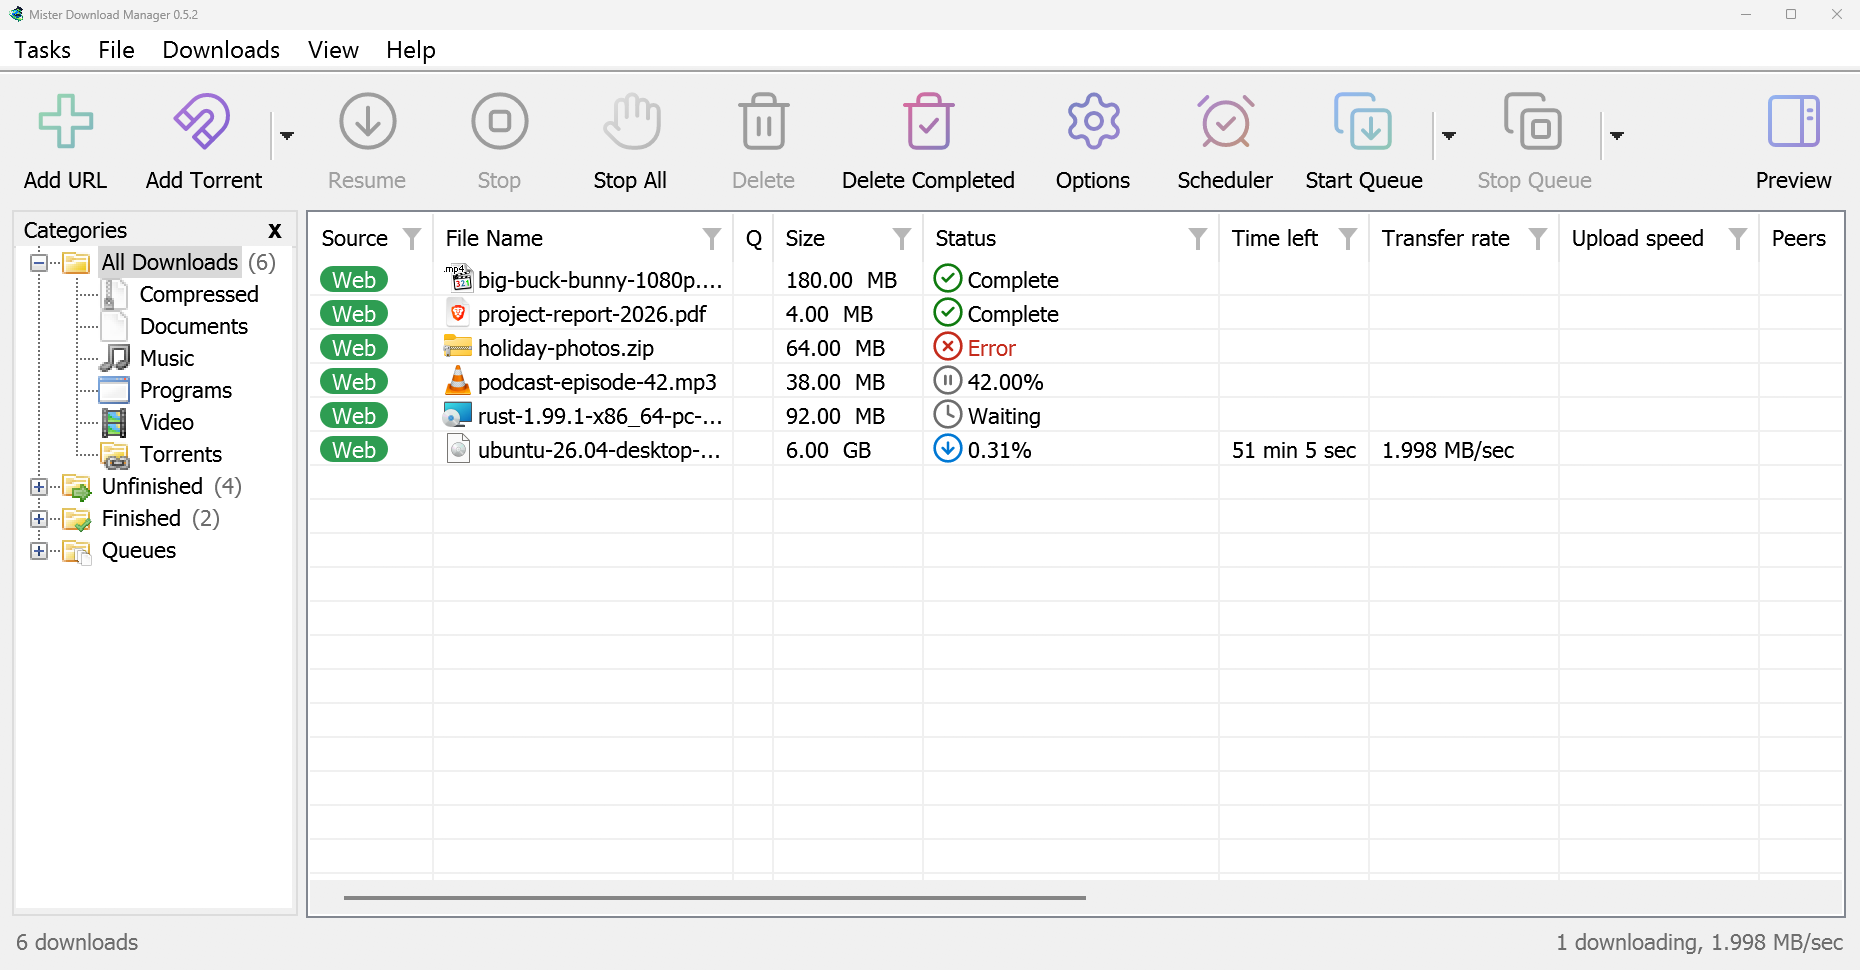 Mister Download Manager 0.5.2
Tasks File Downloads View Help
Add URL Add Torrent Resume Stop Stop All Delete Delete Completed Options Scheduler Start Queue Stop Queue Preview
Categories X
All Downloads (6)
Compressed
Documents
Music
Programs
Video
Torrents
Unfinished (4)
Finished (2)
Queues
Source File Name Q Size Status Time left Transfer rate Upload speed Peers
Web .mp4 321 big-buck-bunny-1080p.... 180.00 MB Complete
Web project-report-2026.pdf 4.00 MB Complete
Web holiday-photos.zip 64.00 MB Error
Web podcast-episode-42.mp3 38.00 MB 42.00%
Web rust-1.99.1-x86_64-pc-... 92.00 MB Waiting
Web ubuntu-26.04-desktop-... 6.00 GB 0.31% 51 min 5 sec 1.998 MB/sec
6 downloads 1 downloading, 1.998 MB/sec